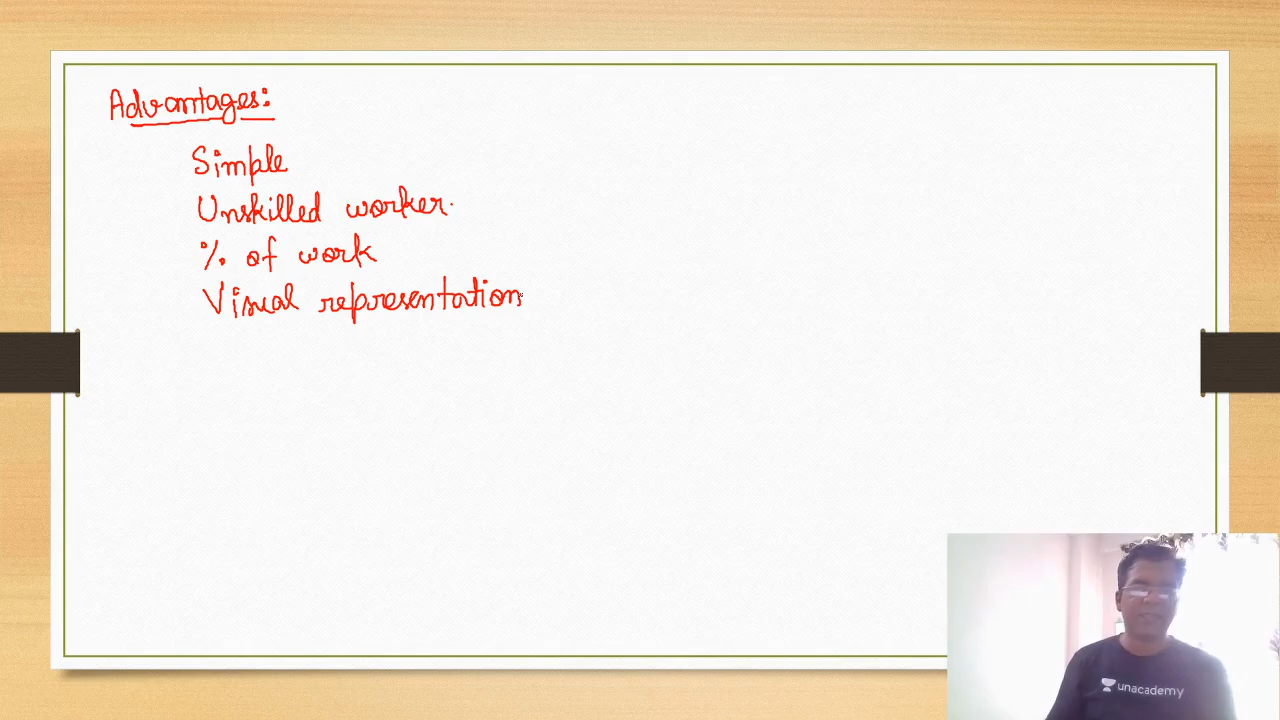 Advantages:
Simple
Unskilled worker.
% of work
Visual representation
unacademy